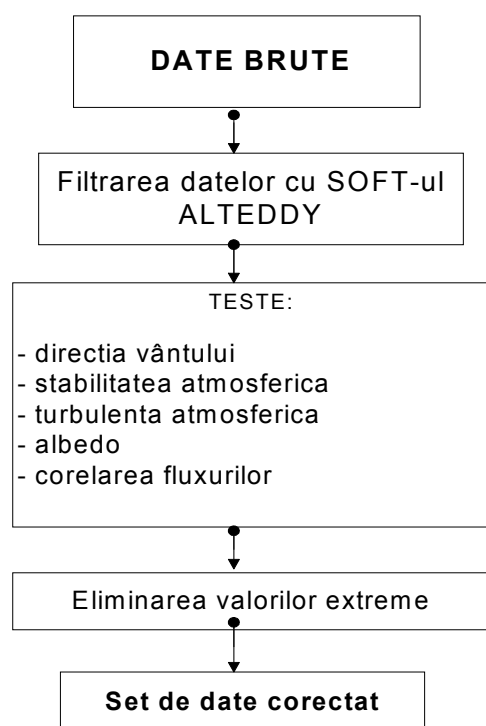 DATE BRUTE
Filtrarea datelor cu SOFT-ul
ALTEDDY
TESTE:
- directia vântului
- stabilitatea atmosferica
- turbulenta atmosferica
- albedo
- corelarea fluxurilor
Eliminarea valorilor extreme
Set de date corectat